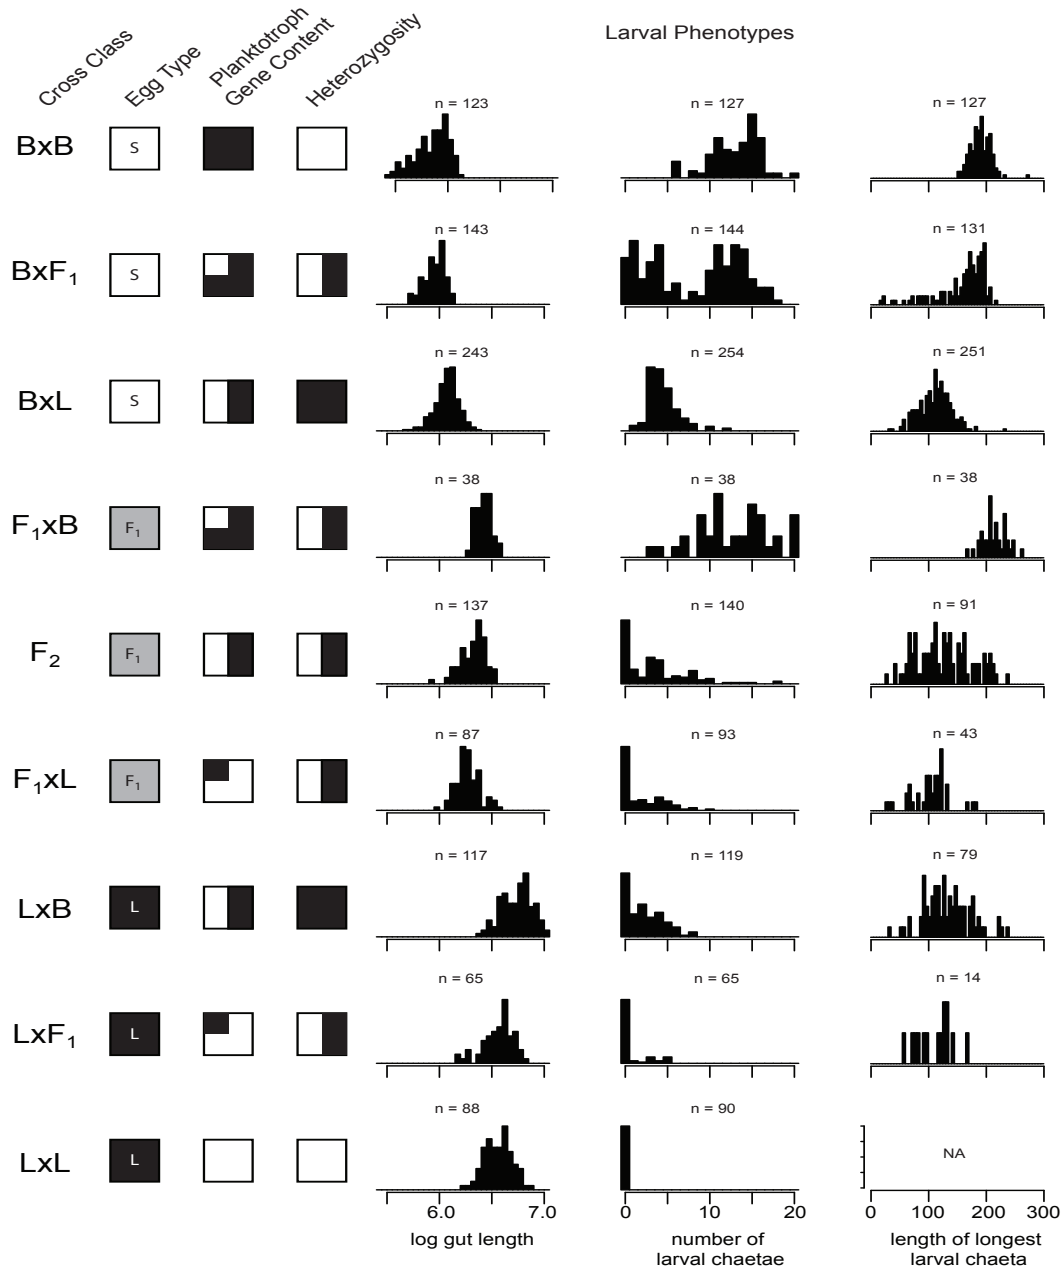 Cross Class
Egg Type
Planktotroph
Gene Content
Heterozygosity
Larval Phenotypes
BxB
S
n = 123
n = 127
n = 127
BxF1
S
n = 143
n = 144
n = 131
BxL
S
n = 243
n = 254
n = 251
F1xB
F1
n = 38
n = 38
n = 38
F2
F1
n = 137
n = 140
n = 91
F1xL
F1
n = 87
n = 93
n = 43
LxB
L
n = 117
n = 119
n = 79
LxF1
L
n = 65
n = 65
n = 14
LxL
L
n = 88
n = 90
NA
6.0 7.0
0 10 20
0 100 200 300
log gut length
number of
larval chaetae
length of longest
larval chaeta